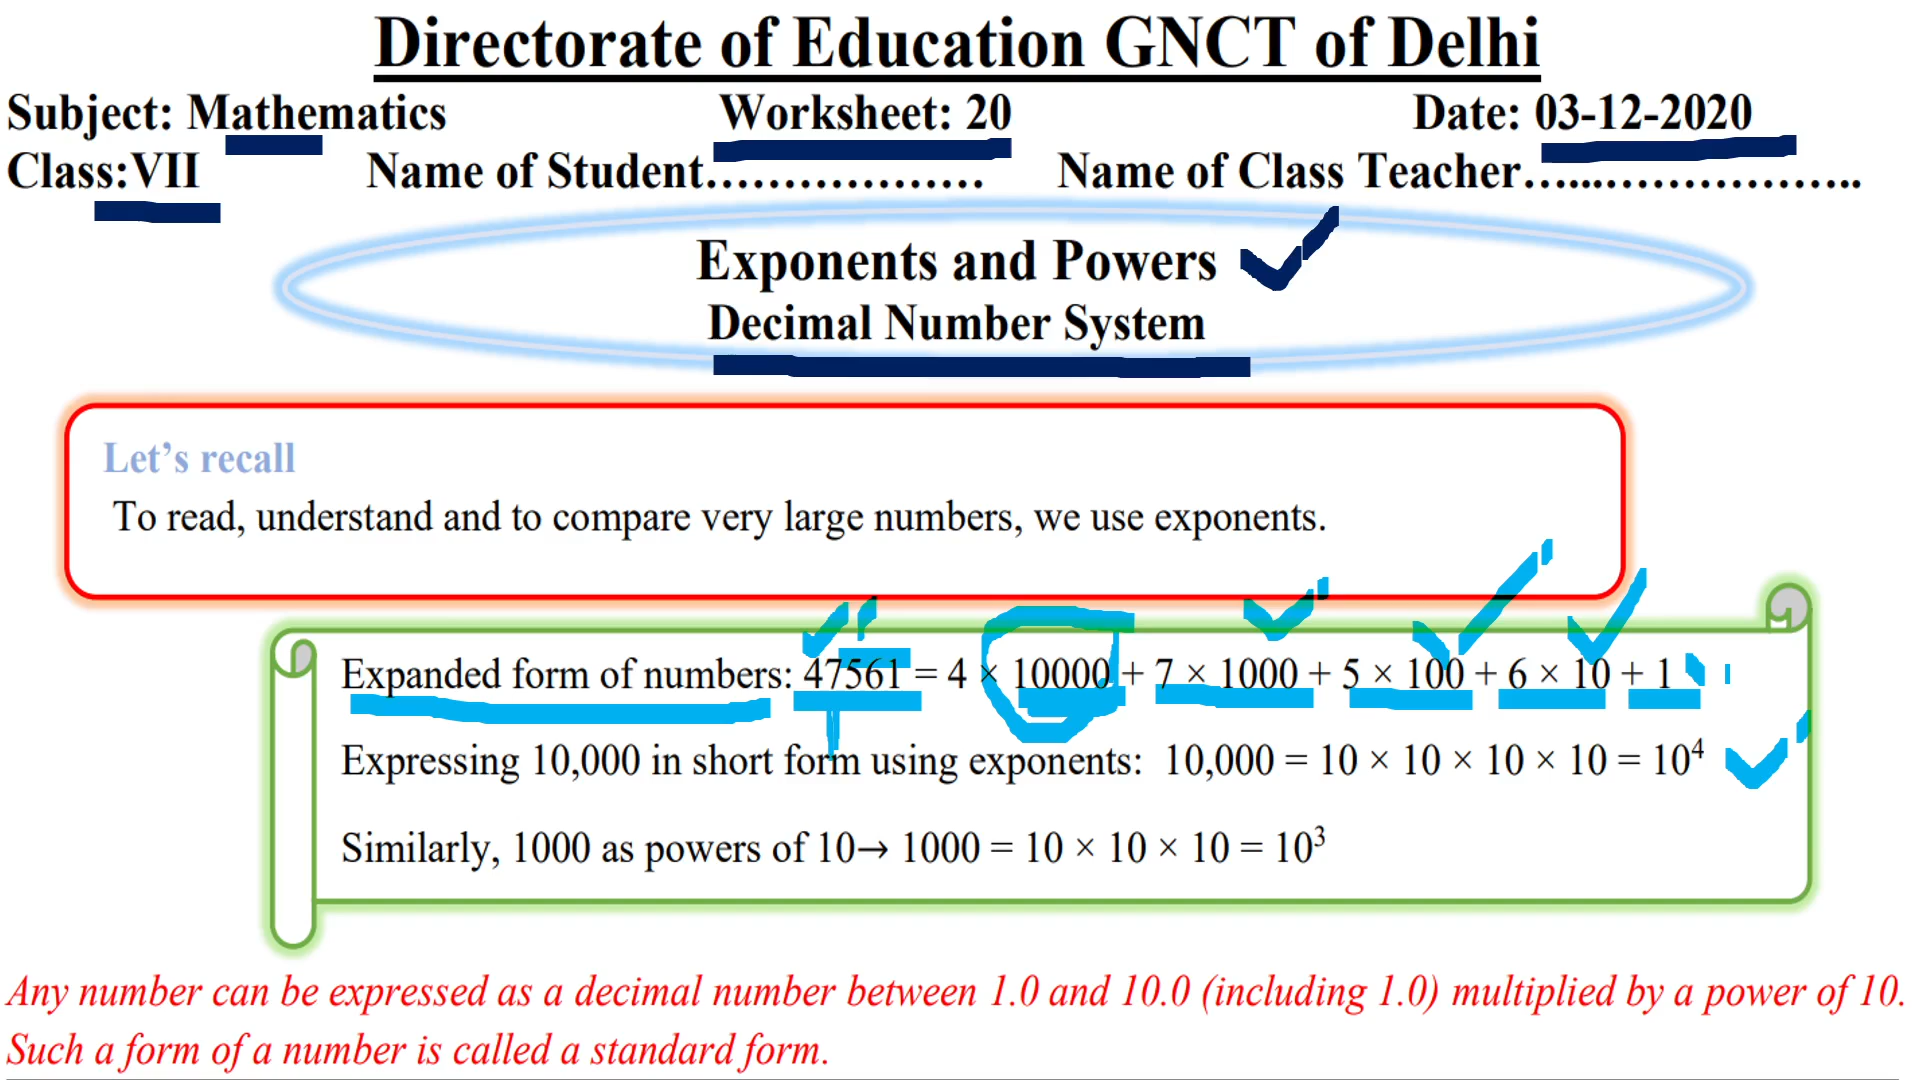 Directorate of Education GNCT of Delhi
Subject: Mathematics Worksheet: 20 Date: 03-12-2020
Class:VII Name of Student……………… Name of Class Teacher…...……………..
Exponents and Powers
Decimal Number System
Let’s recall
To read, understand and to compare very large numbers, we use exponents.
Expanded form of numbers: 47561 = 4 × 10000 + 7 × 1000 + 5 × 100 + 6 × 10 + 1
Expressing 10,000 in short form using exponents: 10,000 = 10 × 10 × 10 × 10 = 10⁴
Similarly, 1000 as powers of 10→ 1000 = 10 × 10 × 10 = 10³
Any number can be expressed as a decimal number between 1.0 and 10.0 (including 1.0) multiplied by a power of 10.
Such a form of a number is called a standard form.